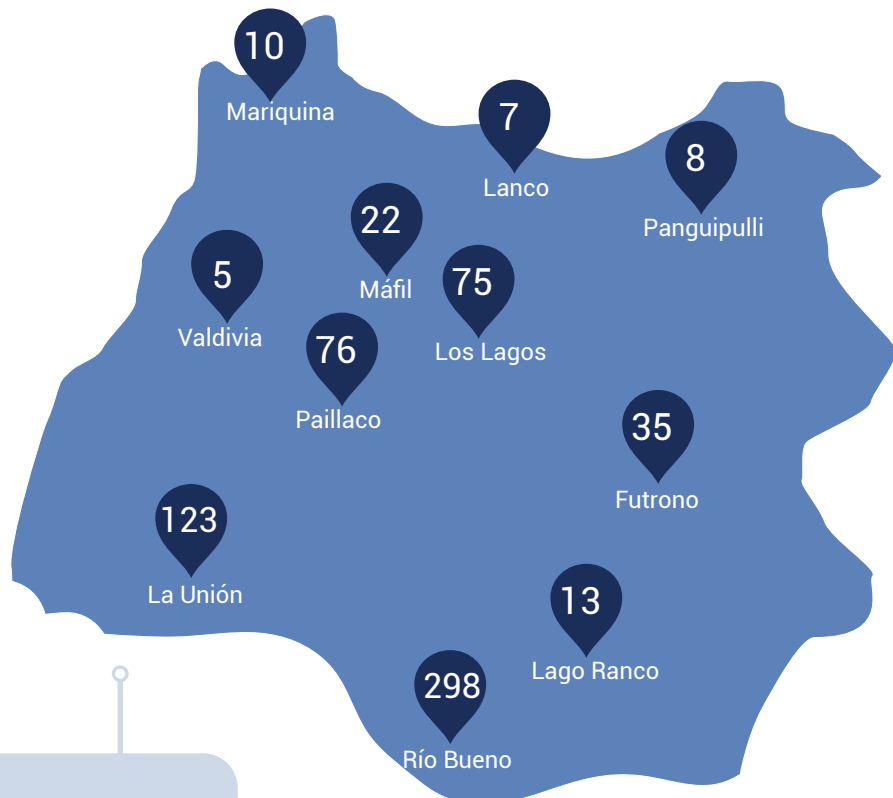 10
Mariquina
7
Lanco
8
Panguipulli
22
Máfil
5
Valdivia
75
Los Lagos
76
Paillaco
35
Futrono
123
La Unión
13
Lago Ranco
298
Río Bueno